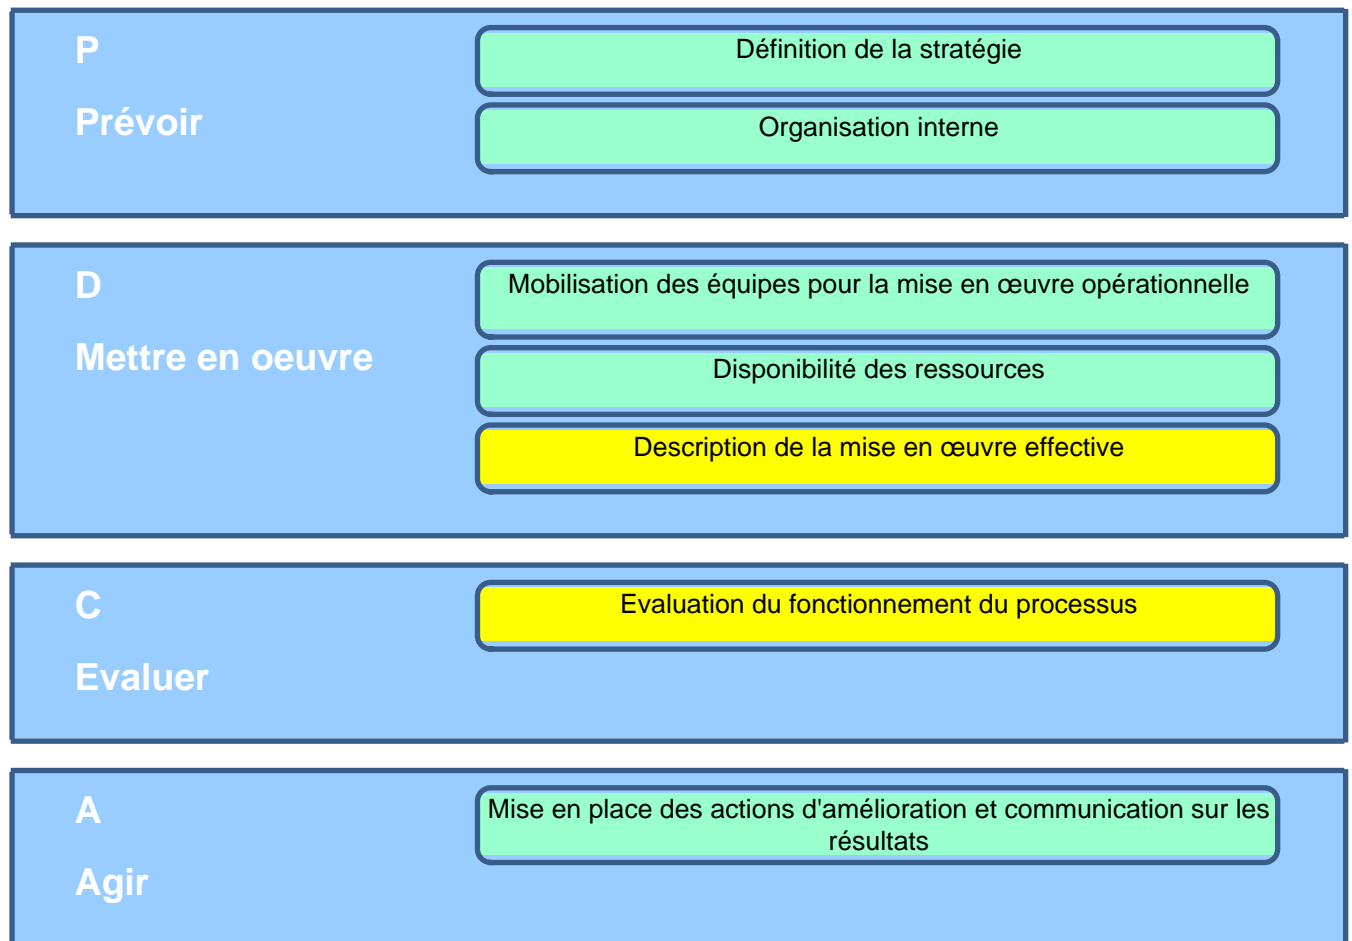 P
Prévoir
Définition de la stratégie
Organisation interne
D
Mettre en oeuvre
Mobilisation des équipes pour la mise en œuvre opérationnelle
Disponibilité des ressources
Description de la mise en œuvre effective
C
Evaluer
Evaluation du fonctionnement du processus
A
Agir
Mise en place des actions d'amélioration et communication sur les
résultats